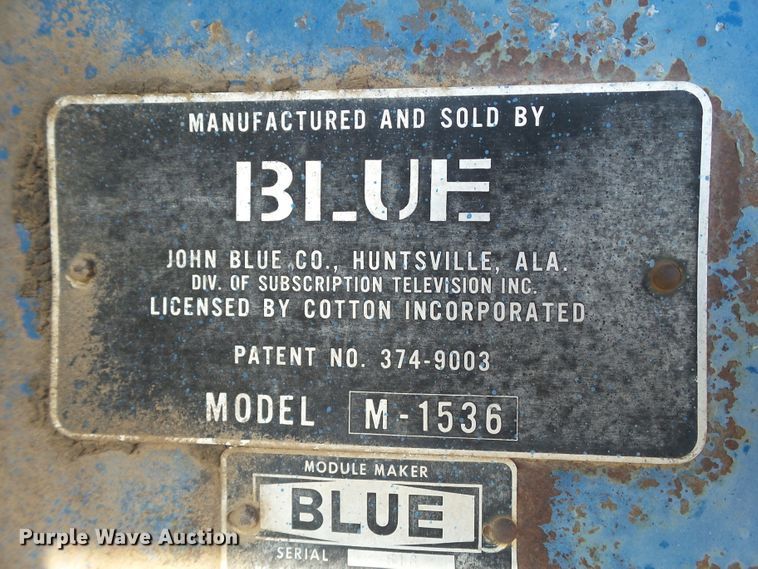 MANUFACTURED AND SOLD BY
BLUE
JOHN BLUE CO., HUNTSVILLE, ALA.
DIV. OF SUBSCRIPTION TELEVISION INC.
LICENSED BY COTTON INCORPORATED
PATENT NO. 374-9003
MODEL M-1536
MODULE MAKER
BLUE
SERIAL
Purple Wave Auction